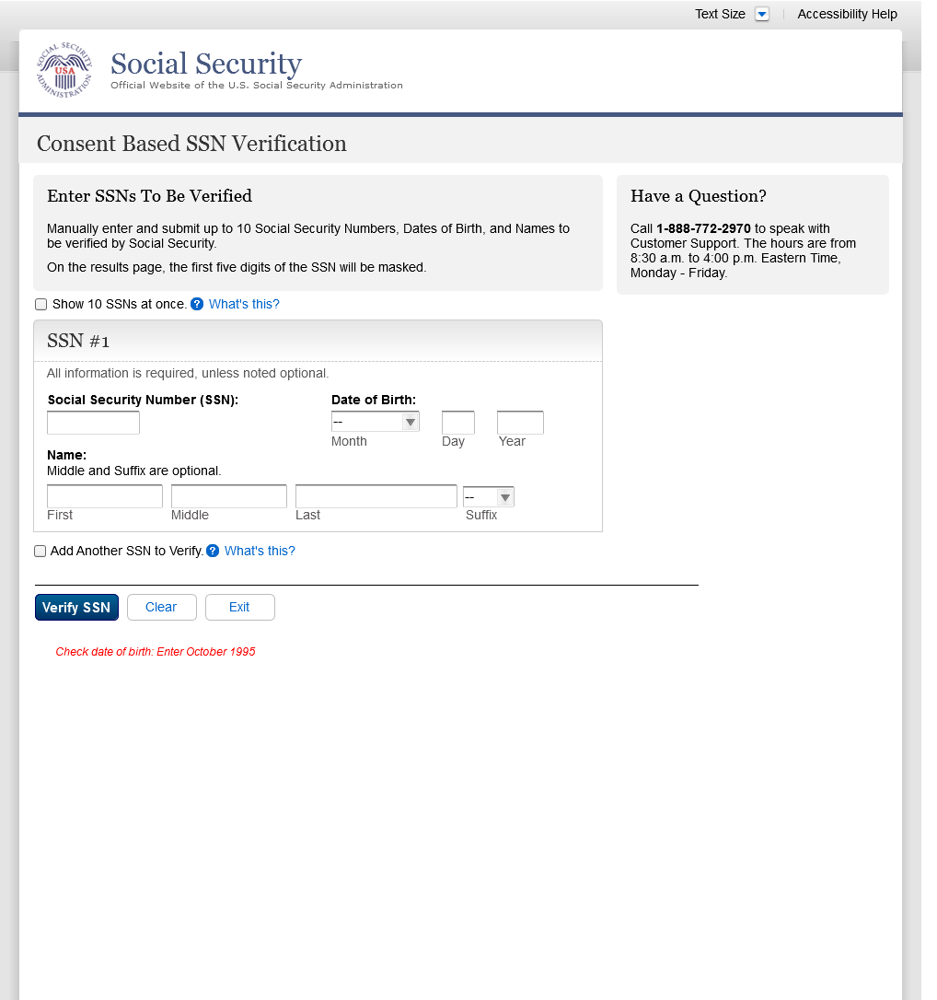 Text Size | Accessibility Help
SOCIAL SECURITY ADMINISTRATION
USA
Social Security
Official Website of the U.S. Social Security Administration
Consent Based SSN Verification
Enter SSNs To Be Verified
Manually enter and submit up to 10 Social Security Numbers, Dates of Birth, and Names to
be verified by Social Security.
On the results page, the first five digits of the SSN will be masked.
Have a Question?
Call 1-888-772-2970 to speak with
Customer Support. The hours are from
8:30 a.m. to 4:00 p.m. Eastern Time,
Monday - Friday.
Show 10 SSNs at once. ? What's this?
SSN #1
All information is required, unless noted optional.
Social Security Number (SSN): Date of Birth:
--
Month Day Year
Name:
Middle and Suffix are optional.
--
First Middle Last Suffix
Add Another SSN to Verify. ? What's this?
Verify SSN Clear Exit
Check date of birth: Enter October 1995